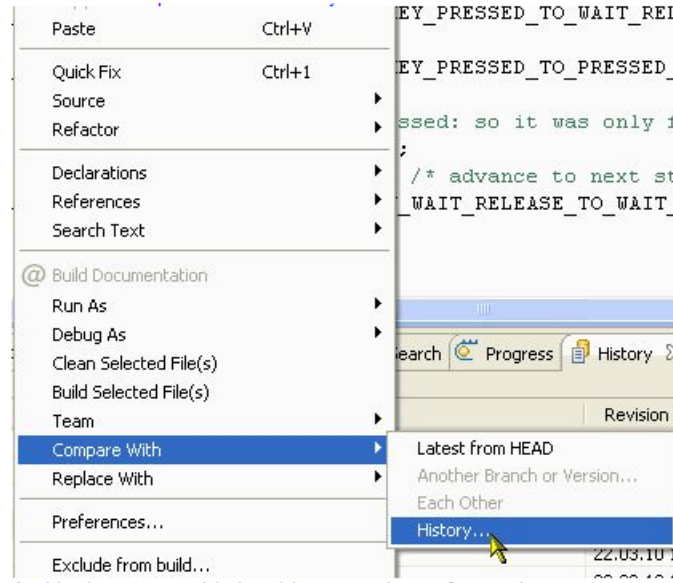 EY_PRESSED_TO_WAIT_REL
Paste Ctrl+V
Quick Fix Ctrl+1
EY_PRESSED_TO_PRESSED_
Source
Refactor
ssed: so it was only f
;
Declarations
/* advance to next st
References
_WAIT_RELEASE_TO_WAIT_
Search Text
@ Build Documentation
Run As
Debug As
Clean Selected File(s)
earch Progress History
Build Selected File(s)
Team
Revision
Compare With
Latest from HEAD
Replace With
Another Branch or Version...
Each Other
Preferences...
History...
22.03.10 1
Exclude from build...